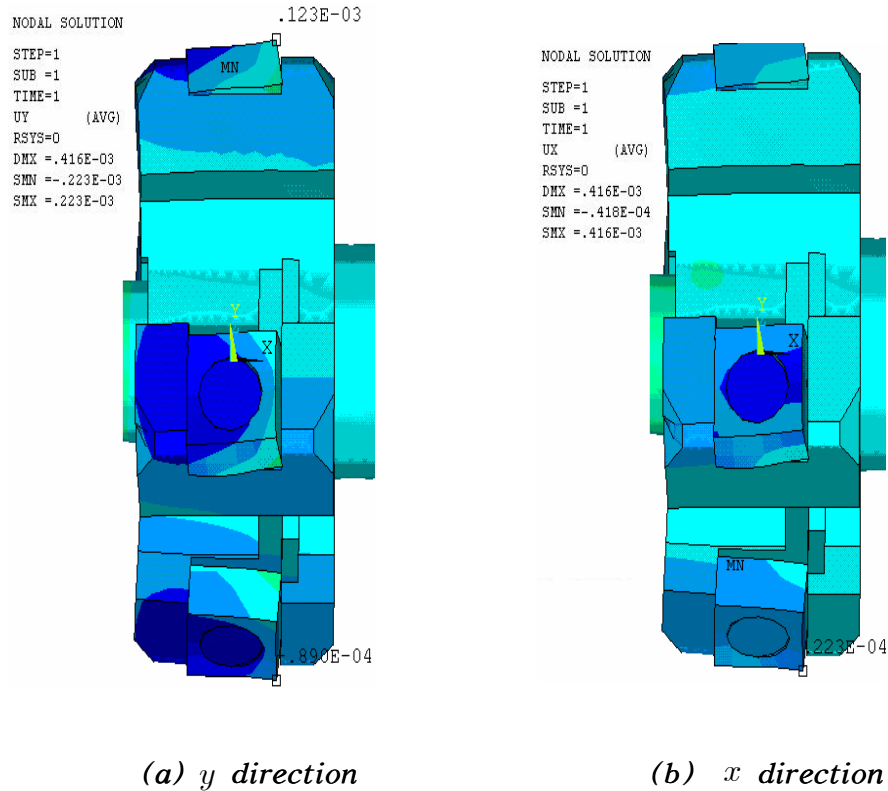 .123E-03
NODAL SOLUTION
STEP=1
SUB =1
TIME=1
UY (AVG)
RSYS=0
DMX =.416E-03
SMN =-.223E-03
SMX =.223E-03
MN
Y
X
-.890E-04
(a) y direction
NODAL SOLUTION
STEP=1
SUB =1
TIME=1
UX (AVG)
RSYS=0
DMX =.416E-03
SMN =-.418E-04
SMX =.416E-03
Y
X
MN
.223E-04
(b) x direction